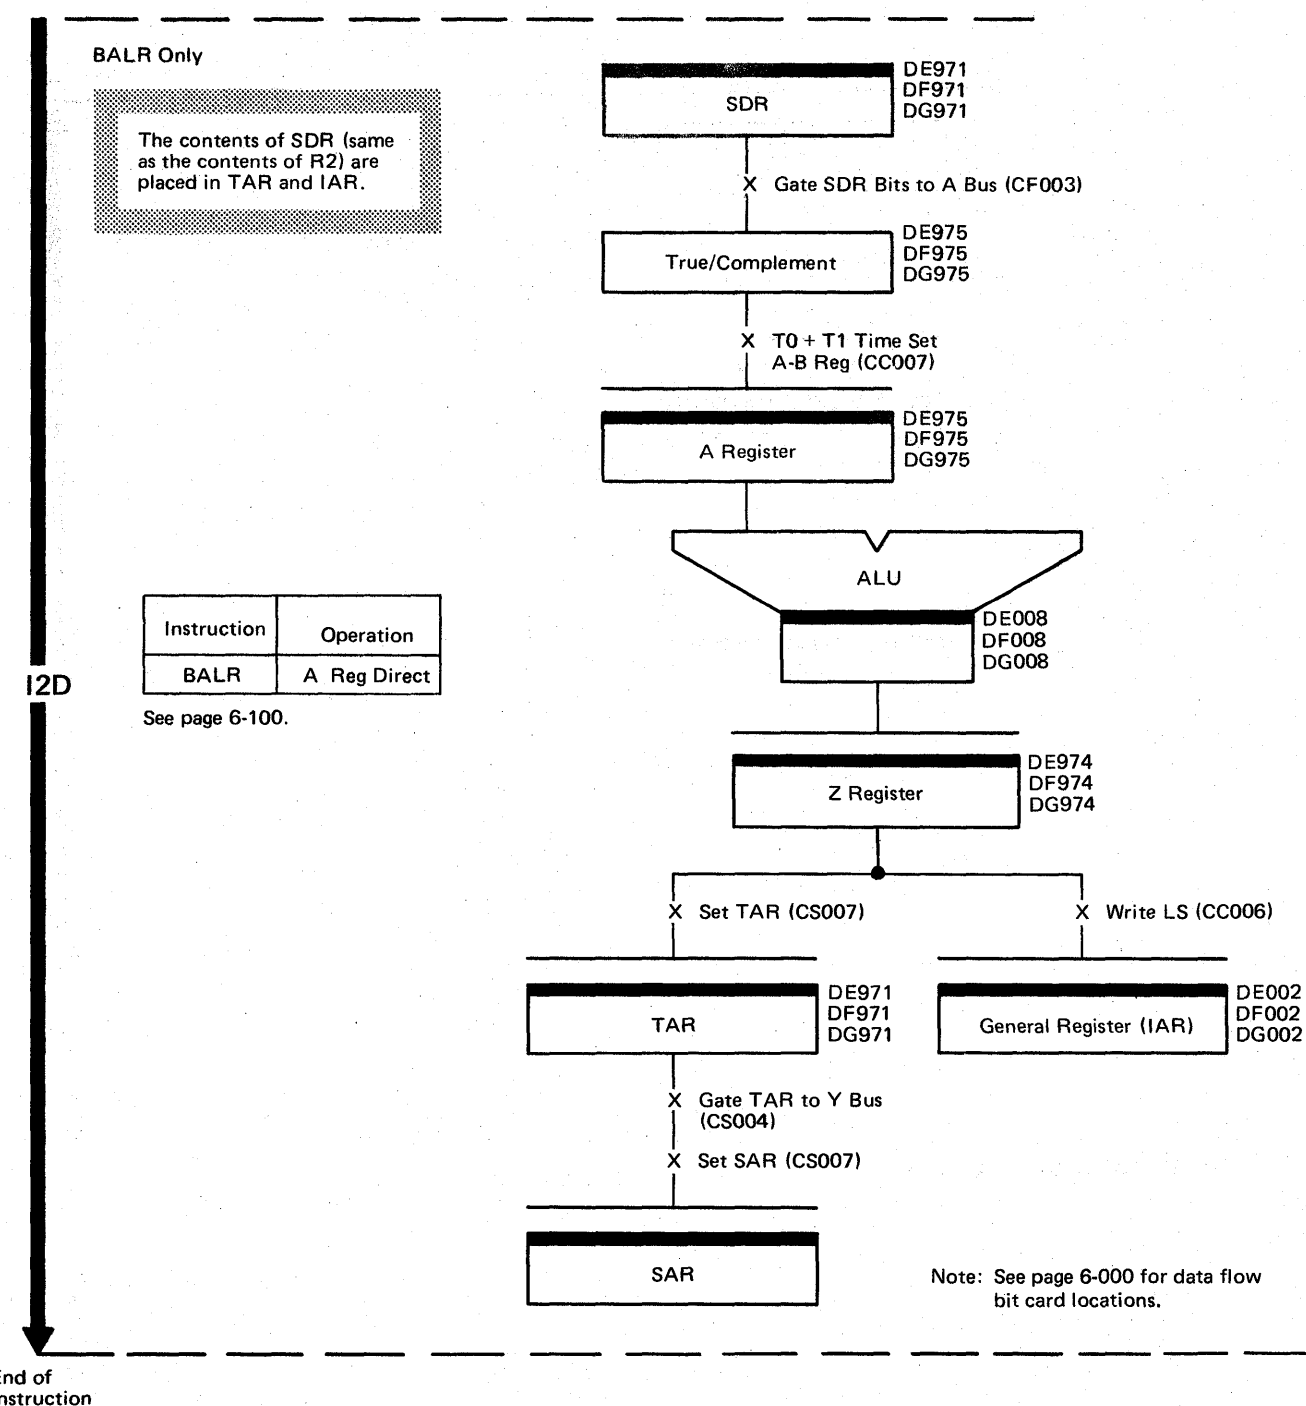 BALR Only
The contents of SDR (same
as the contents of R2) are
placed in TAR and IAR.
SDR
DE971
DF971
DG971
X Gate SDR Bits to A Bus (CF003)
True/Complement
DE975
DF975
DG975
X T0 + T1 Time Set
A-B Reg (CC007)
A Register
DE975
DF975
DG975
ALU
DE008
DF008
DG008
Instruction Operation
BALR A Reg Direct
See page 6-100.
I2D
Z Register
DE974
DF974
DG974
X Set TAR (CS007)
X Write LS (CC006)
TAR
DE971
DF971
DG971
General Register (IAR)
DE002
DF002
DG002
X Gate TAR to Y Bus
(CS004)
X Set SAR (CS007)
SAR
Note: See page 6-000 for data flow
bit card locations.
End of
Instruction